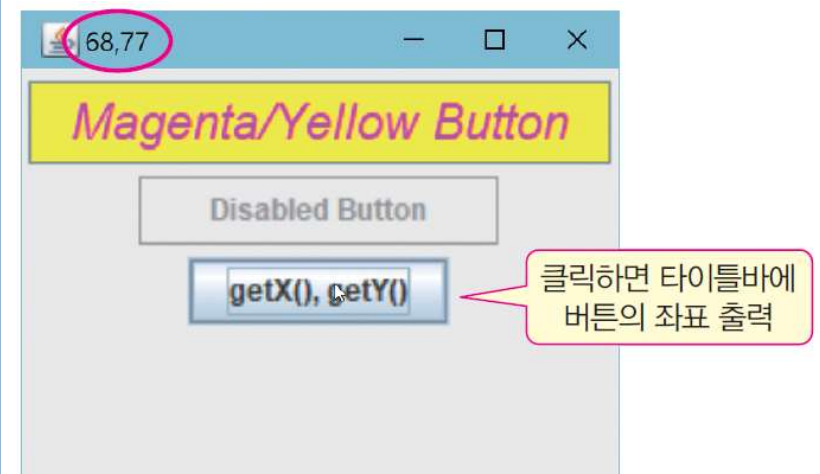 68,77
Magenta/Yellow Button
Disabled Button
getX(), getY()
클릭하면 타이틀바에
버튼의 좌표 출력